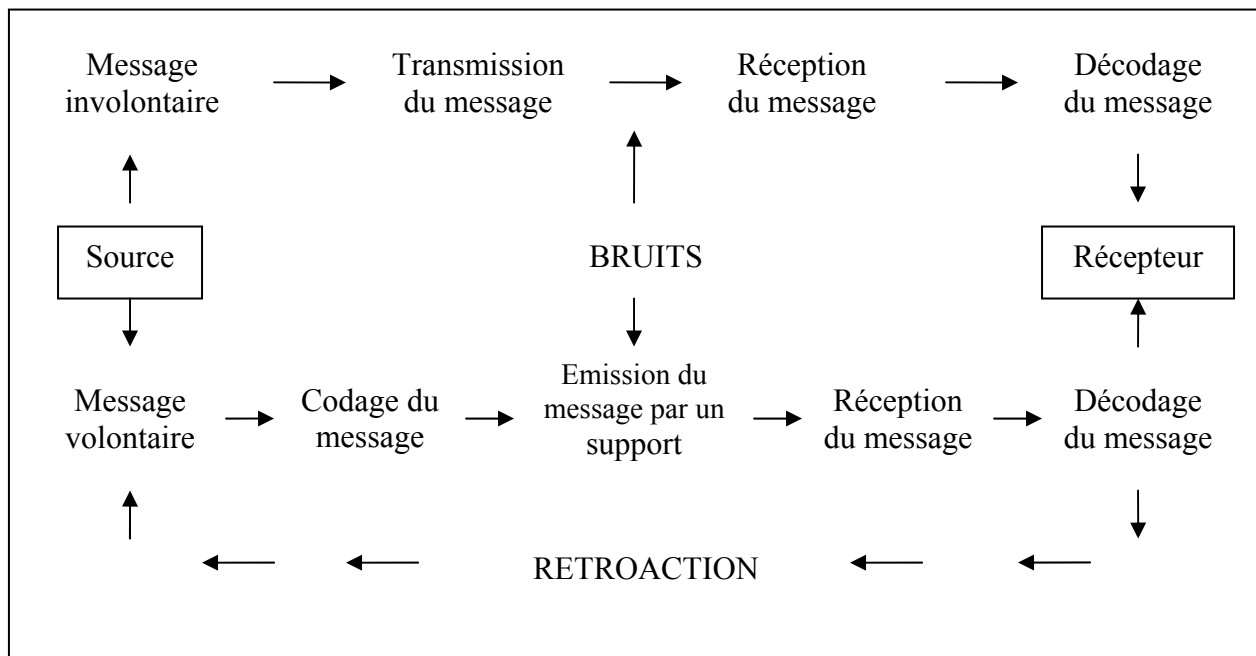 Message
involontaire
Transmission
du message
Réception
du message
Décodage
du message
Source
BRUITS
Récepteur
Message
volontaire
Codage du
message
Emission du
message par un
support
Réception
du message
Décodage
du message
RETROACTION